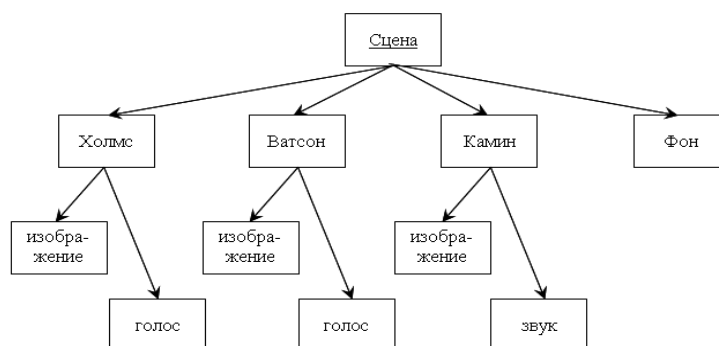 Сцена
Холмс
Ватсон
Камин
Фон
изобра-
жение
изобра-
жение
изобра-
жение
голос
голос
звук